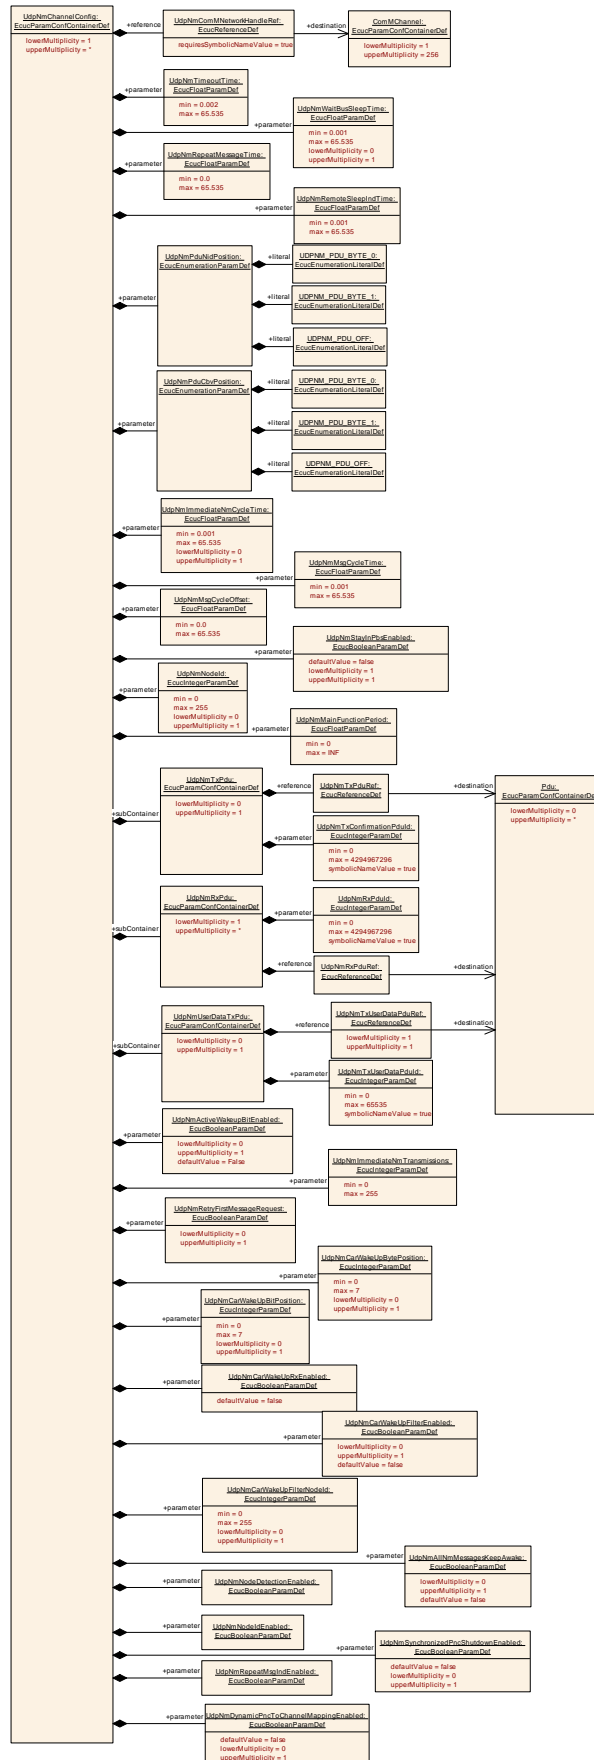 UdpNmChannelConfig:
EcucParamConfContainerDef
lowerMultiplicity = 1
upperMultiplicity = *
+reference
UdpNmComMNetworkHandleRef:
EcucReferenceDef
requiresSymbolicNameValue = true
+destination
ComMChannel:
EcucParamConfContainerDef
lowerMultiplicity = 1
upperMultiplicity = 256
+parameter
UdpNmTimeoutTime:
EcucFloatParamDef
min = 0.002
max = 65.535
+parameter
UdpNmWaitBusSleepTime:
EcucFloatParamDef
min = 0.001
max = 65.535
lowerMultiplicity = 0
upperMultiplicity = 1
+parameter
UdpNmRepeatMessageTime:
EcucFloatParamDef
min = 0.0
max = 65.535
+parameter
UdpNmRemoteSleepIndTime:
EcucFloatParamDef
min = 0.001
max = 65.535
+parameter
UdpNmPduNidPosition:
EcucEnumerationParamDef
+literal
UDPNM_PDU_BYTE_0:
EcucEnumerationLiteralDef
+literal
UDPNM_PDU_BYTE_1:
EcucEnumerationLiteralDef
+literal
UDPNM_PDU_OFF:
EcucEnumerationLiteralDef
+parameter
UdpNmPduCbvPosition:
EcucEnumerationParamDef
+literal
UDPNM_PDU_BYTE_0:
EcucEnumerationLiteralDef
+literal
UDPNM_PDU_BYTE_1:
EcucEnumerationLiteralDef
+literal
UDPNM_PDU_OFF:
EcucEnumerationLiteralDef
+parameter
UdpNmImmediateNmCycleTime:
EcucFloatParamDef
min = 0.001
max = 65.535
lowerMultiplicity = 0
upperMultiplicity = 1
+parameter
UdpNmMsgCycleTime:
EcucFloatParamDef
min = 0.001
max = 65.535
+parameter
UdpNmMsgCycleOffset:
EcucFloatParamDef
min = 0.0
max = 65.535
+parameter
UdpNmStayInPbsEnabled:
EcucBooleanParamDef
defaultValue = false
lowerMultiplicity = 1
upperMultiplicity = 1
+parameter
UdpNmNodeId:
EcucIntegerParamDef
min = 0
max = 255
lowerMultiplicity = 0
upperMultiplicity = 1
+parameter
UdpNmMainFunctionPeriod:
EcucFloatParamDef
min = 0
max = INF
+subContainer
UdpNmTxPdu:
EcucParamConfContainerDef
lowerMultiplicity = 0
upperMultiplicity = 1
+reference
UdpNmTxPduRef:
EcucReferenceDef
+destination
Pdu:
EcucParamConfContainerDef
lowerMultiplicity = 0
upperMultiplicity = *
+parameter
UdpNmTxConfirmationPduId:
EcucIntegerParamDef
min = 0
max = 4294967296
symbolicNameValue = true
+subContainer
UdpNmRxPdu:
EcucParamConfContainerDef
lowerMultiplicity = 1
upperMultiplicity = *
+parameter
UdpNmRxPduId:
EcucIntegerParamDef
min = 0
max = 4294967296
symbolicNameValue = true
+reference
UdpNmRxPduRef:
EcucReferenceDef
+destination
+subContainer
UdpNmUserDataTxPdu:
EcucParamConfContainerDef
lowerMultiplicity = 0
upperMultiplicity = 1
+reference
UdpNmTxUserDataPduRef:
EcucReferenceDef
lowerMultiplicity = 1
upperMultiplicity = 1
+destination
+parameter
UdpNmTxUserDataPduId:
EcucIntegerParamDef
min = 0
max = 65535
symbolicNameValue = true
+parameter
UdpNmActiveWakeupBitEnabled:
EcucBooleanParamDef
lowerMultiplicity = 0
upperMultiplicity = 1
defaultValue = False
+parameter
UdpNmImmediateNmTransmissions:
EcucIntegerParamDef
min = 0
max = 255
+parameter
UdpNmRetryFirstMessageRequest:
EcucBooleanParamDef
lowerMultiplicity = 0
upperMultiplicity = 1
+parameter
UdpNmCarWakeUpBytePosition:
EcucIntegerParamDef
min = 0
max = 7
lowerMultiplicity = 0
upperMultiplicity = 1
+parameter
UdpNmCarWakeUpBitPosition:
EcucIntegerParamDef
min = 0
max = 7
lowerMultiplicity = 0
upperMultiplicity = 1
+parameter
UdpNmCarWakeUpRxEnabled:
EcucBooleanParamDef
defaultValue = false
+parameter
UdpNmCarWakeUpFilterEnabled:
EcucBooleanParamDef
lowerMultiplicity = 0
upperMultiplicity = 1
defaultValue = false
+parameter
UdpNmCarWakeUpFilterNodeId:
EcucIntegerParamDef
min = 0
max = 255
lowerMultiplicity = 0
upperMultiplicity = 1
+parameter
UdpNmAllNmMessagesKeepAwake:
EcucBooleanParamDef
lowerMultiplicity = 0
upperMultiplicity = 1
defaultValue = false
+parameter
UdpNmNodeDetectionEnabled:
EcucBooleanParamDef
+parameter
UdpNmNodeIdEnabled:
EcucBooleanParamDef
+parameter
UdpNmSynchronizedPncShutdownEnabled:
EcucBooleanParamDef
defaultValue = false
lowerMultiplicity = 0
upperMultiplicity = 1
+parameter
UdpNmRepeatMsgIndEnabled:
EcucBooleanParamDef
+parameter
UdpNmDynamicPncToChannelMappingEnabled:
EcucBooleanParamDef
defaultValue = false
lowerMultiplicity = 0
upperMultiplicity = 1